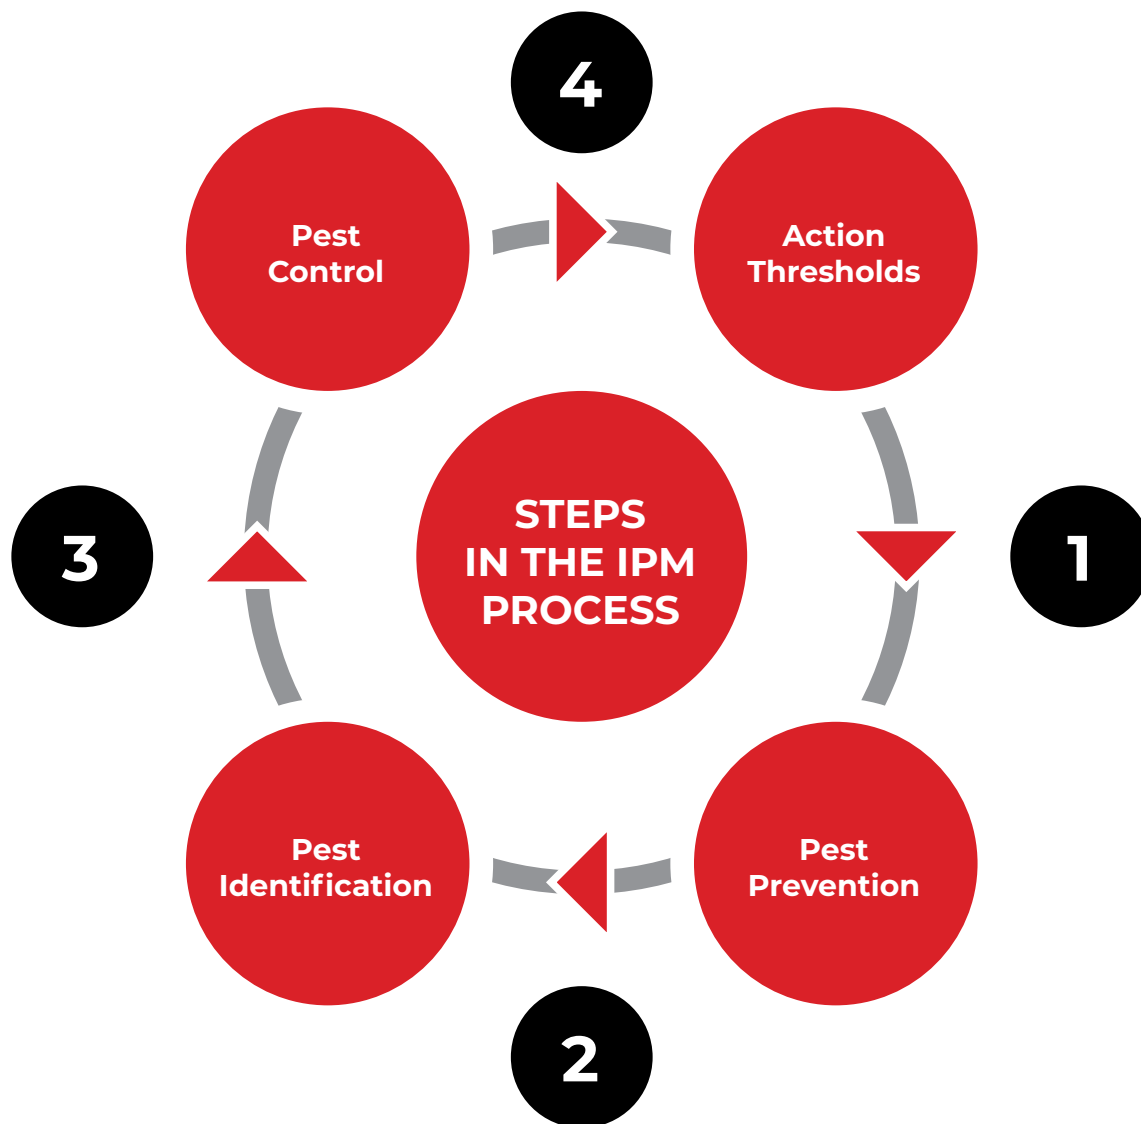 4
Pest
Control
Action
Thresholds
3
STEPS
IN THE IPM
PROCESS
1
Pest
Identification
Pest
Prevention
2